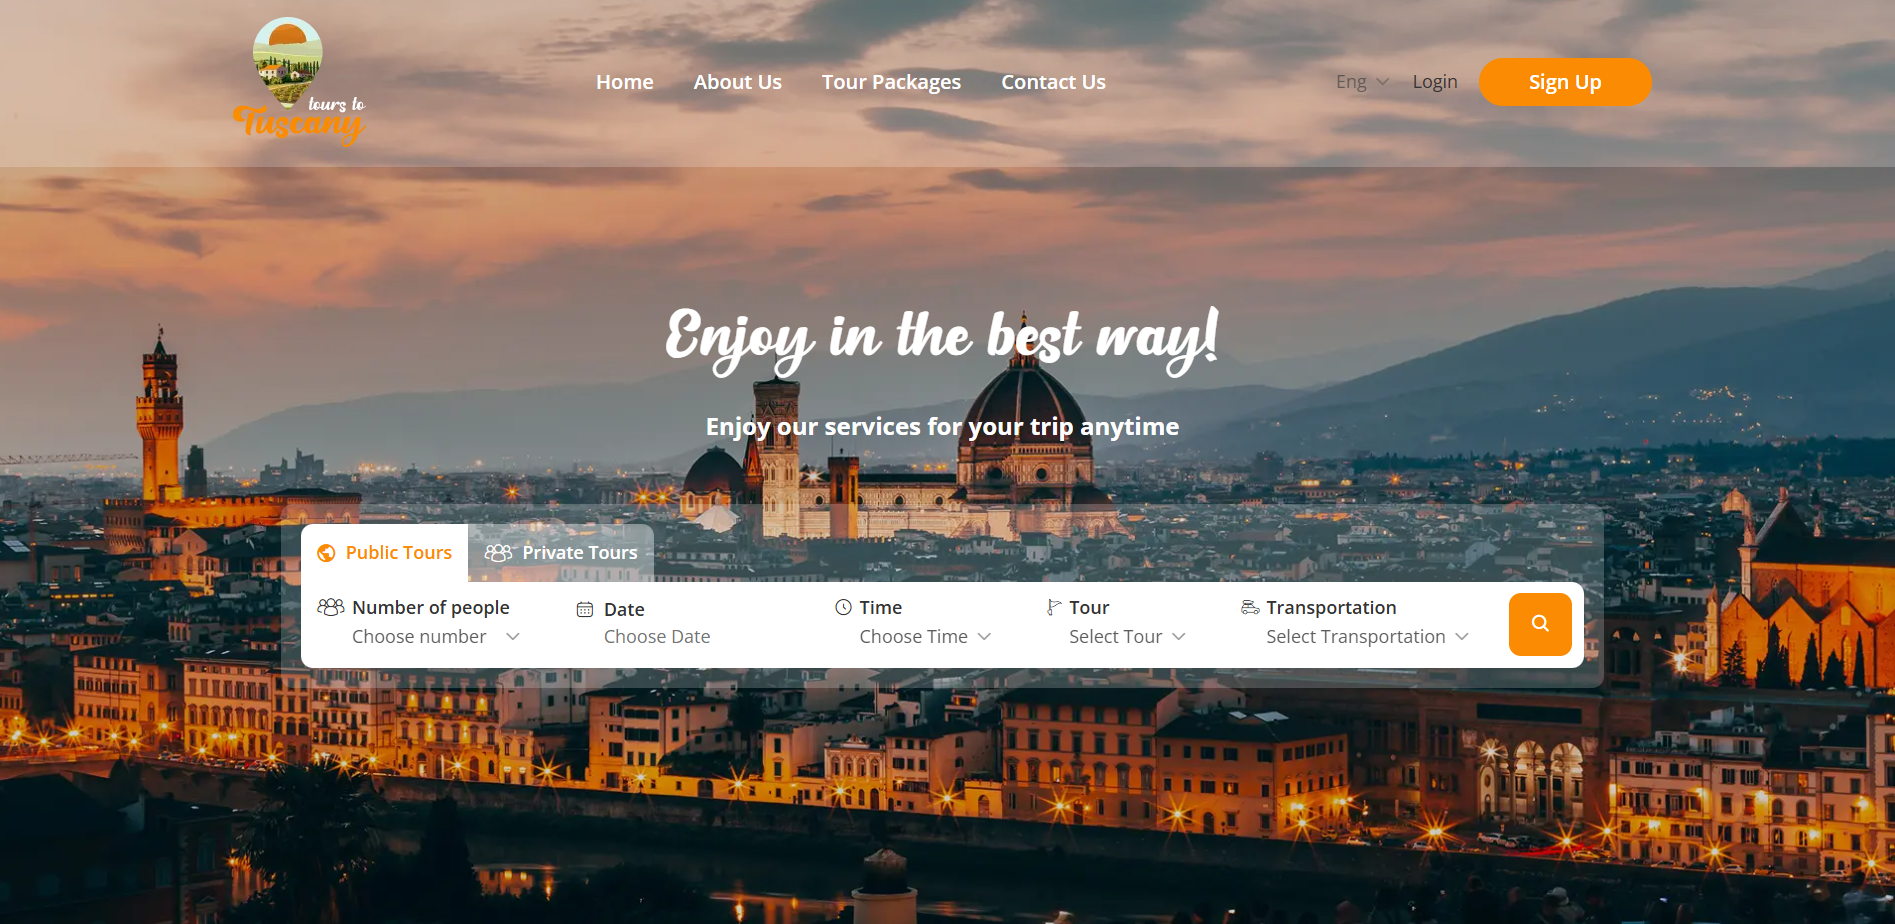 tours to
Tuscany
Home About Us Tour Packages Contact Us
Eng Login Sign Up
Enjoy in the best way!
Enjoy our services for your trip anytime
Public Tours Private Tours
Number of people Date Time Tour Transportation
Choose number Choose Date Choose Time Select Tour Select Transportation